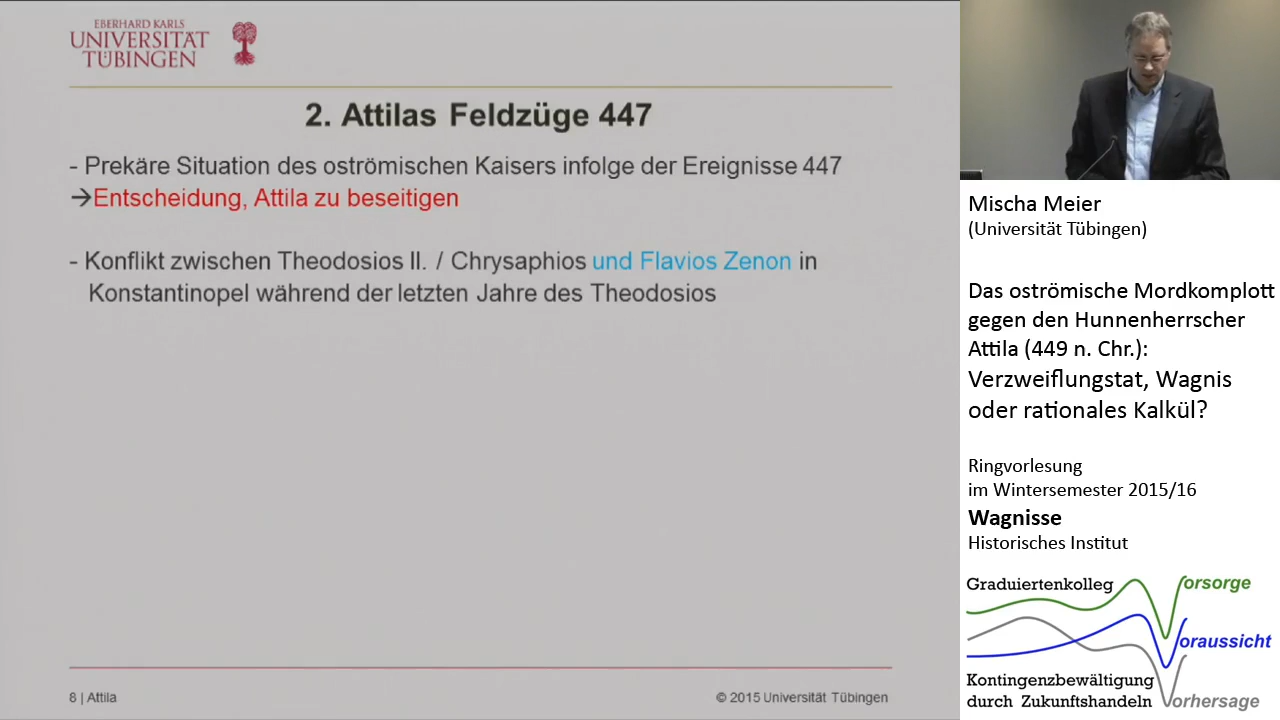 EBERHARD KARLS
UNIVERSITÄT
TÜBINGEN
2. Attilas Feldzüge 447
- Prekäre Situation des oströmischen Kaisers infolge der Ereignisse 447
→Entscheidung, Attila zu beseitigen
- Konflikt zwischen Theodosios II. / Chrysaphios und Flavios Zenon in
Konstantinopel während der letzten Jahre des Theodosios
8 | Attila
© 2015 Universität Tübingen
Mischa Meier
(Universität Tübingen)
Das oströmische Mordkomplott
gegen den Hunnenherrscher
Attila (449 n. Chr.):
Verzweiflungstat, Wagnis
oder rationales Kalkül?
Ringvorlesung
im Wintersemester 2015/16
Wagnisse
Historisches Institut
Graduiertenkolleg
Vorsorge
Voraussicht
Kontingenzbewältigung
durch Zukunftshandeln
Vorhersage